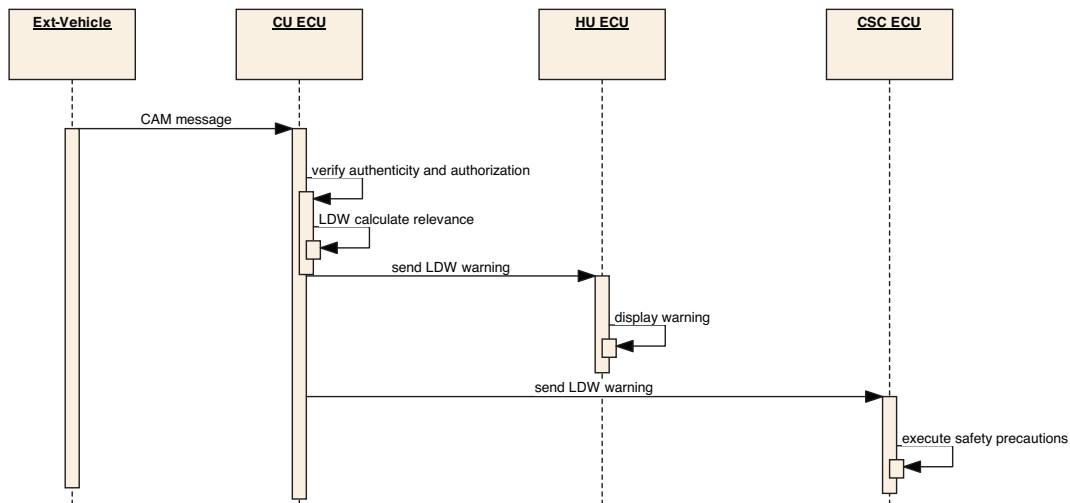 Ext-Vehicle
CU ECU
HU ECU
CSC ECU
CAM message
verify authenticity and authorization
LDW calculate relevance
send LDW warning
display warning
send LDW warning
execute safety precautions